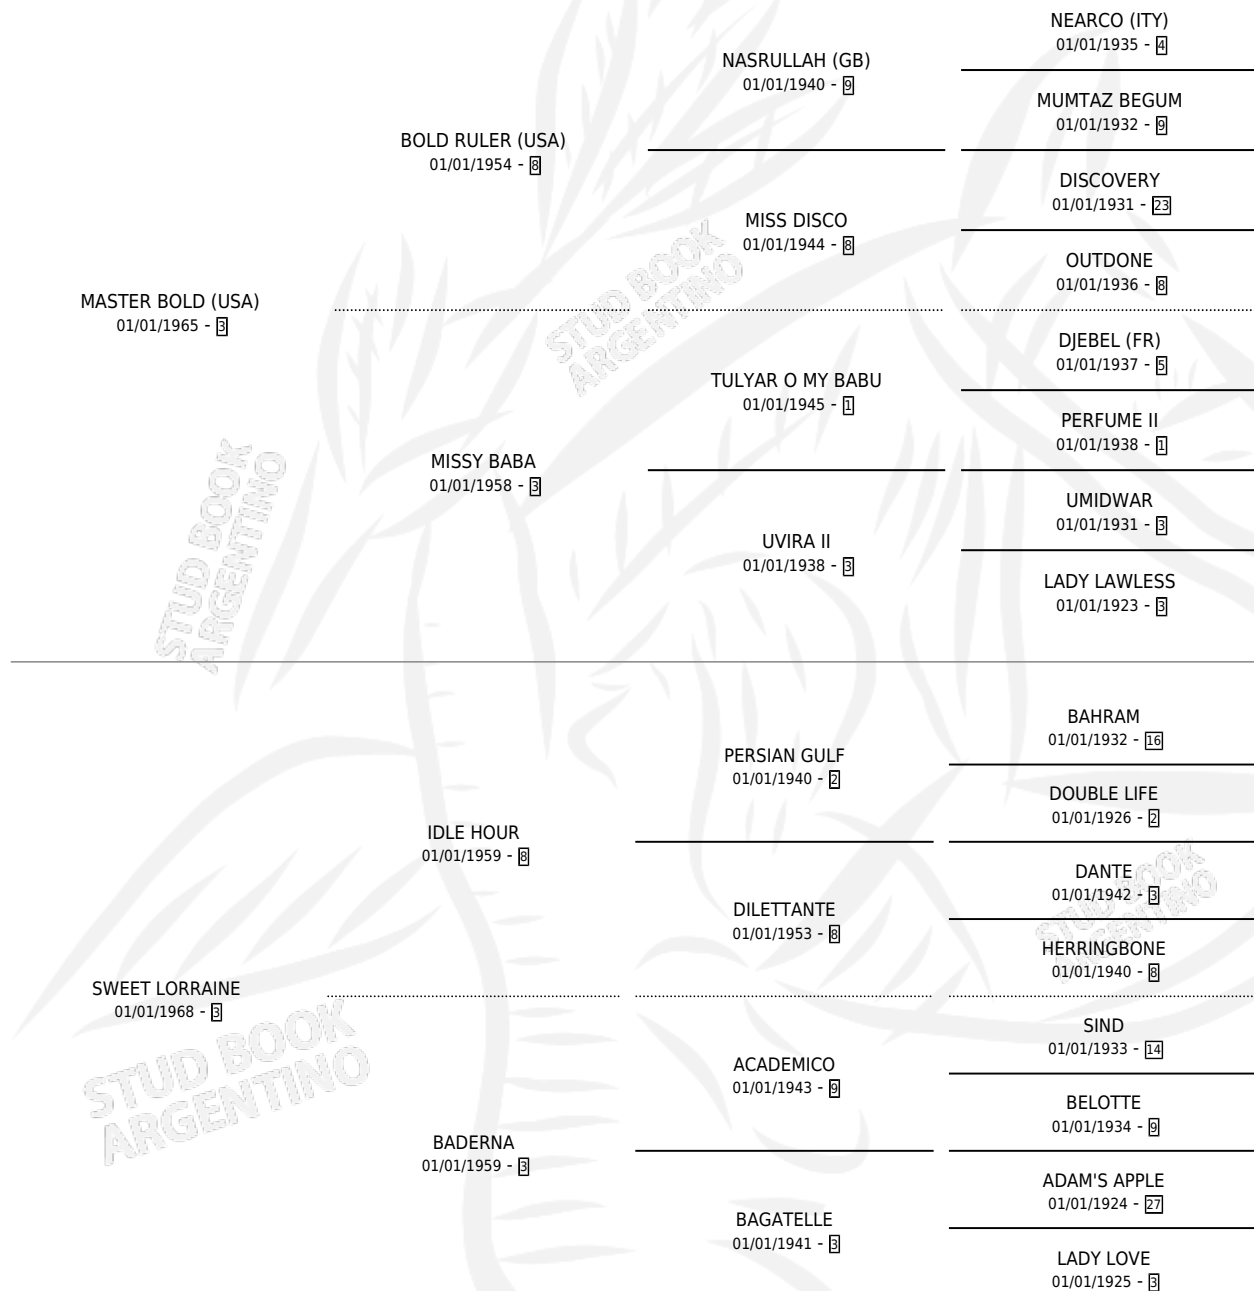 NEARCO (ITY)
01/01/1935 - 4
NASRULLAH (GB)
01/01/1940 - 9
MUMTAZ BEGUM
01/01/1932 - 9
BOLD RULER (USA)
01/01/1954 - 8
DISCOVERY
01/01/1931 - 23
MISS DISCO
01/01/1944 - 8
OUTDONE
01/01/1936 - 8
MASTER BOLD (USA)
01/01/1965 - 3
DJEBEL (FR)
01/01/1937 - 5
TULYAR O MY BABU
01/01/1945 - 1
PERFUME II
01/01/1938 - 1
MISSY BABA
01/01/1958 - 3
UMIDWAR
01/01/1931 - 3
UVIRA II
01/01/1938 - 3
LADY LAWLESS
01/01/1923 - 3
BAHRAM
01/01/1932 - 16
PERSIAN GULF
01/01/1940 - 2
DOUBLE LIFE
01/01/1926 - 2
IDLE HOUR
01/01/1959 - 8
DANTE
01/01/1942 - 3
DILETTANTE
01/01/1953 - 8
HERRINGBONE
01/01/1940 - 8
SWEET LORRAINE
01/01/1968 - 3
SIND
01/01/1933 - 14
ACADEMICO
01/01/1943 - 9
BELOTTE
01/01/1934 - 9
BADERNA
01/01/1959 - 3
ADAM'S APPLE
01/01/1924 - 27
BAGATELLE
01/01/1941 - 3
LADY LOVE
01/01/1925 - 3
STUD BOOK
ARGENTINO
STUD BOOK
ARGENTINO
STUD BOOK
ARGENTINO
STUD BOOK
ARGENTINO